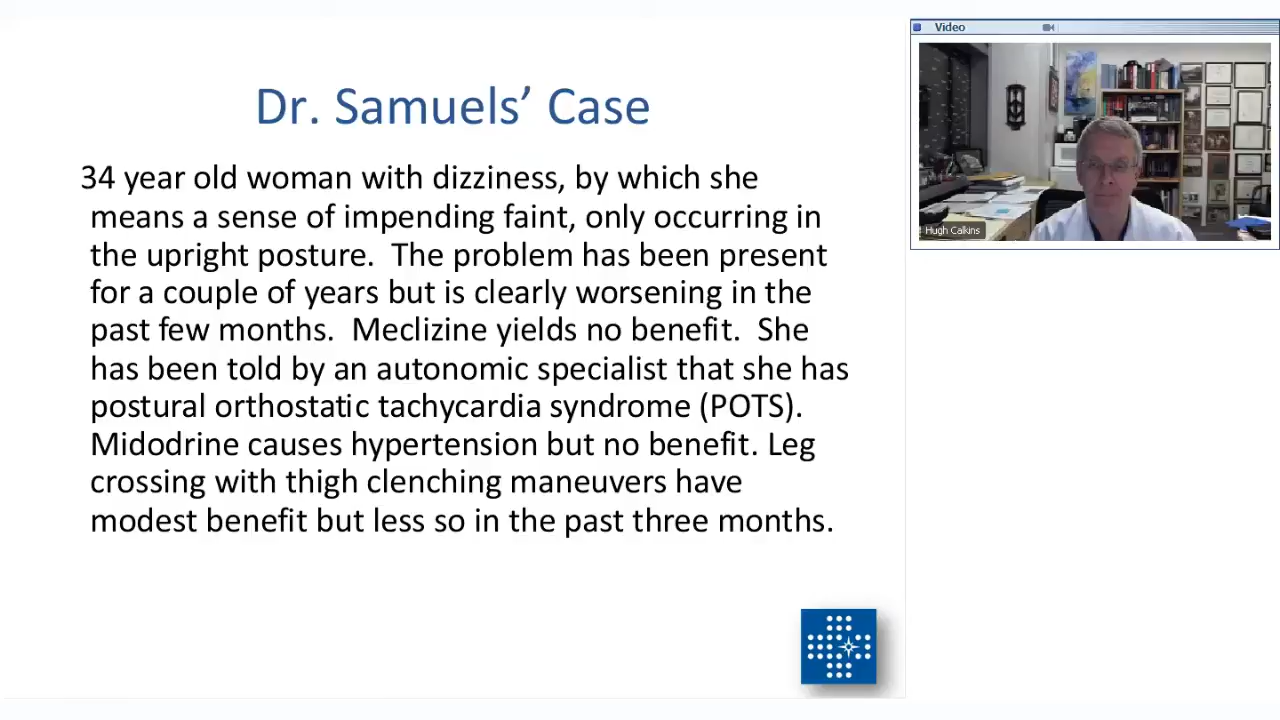 Dr. Samuels’ Case
34 year old woman with dizziness, by which she
means a sense of impending faint, only occurring in
the upright posture.  The problem has been present
for a couple of years but is clearly worsening in the
past few months.  Meclizine yields no benefit.  She
has been told by an autonomic specialist that she has
postural orthostatic tachycardia syndrome (POTS).
Midodrine causes hypertension but no benefit. Leg
crossing with thigh clenching maneuvers have
modest benefit but less so in the past three months.
Video
Hugh Calkins